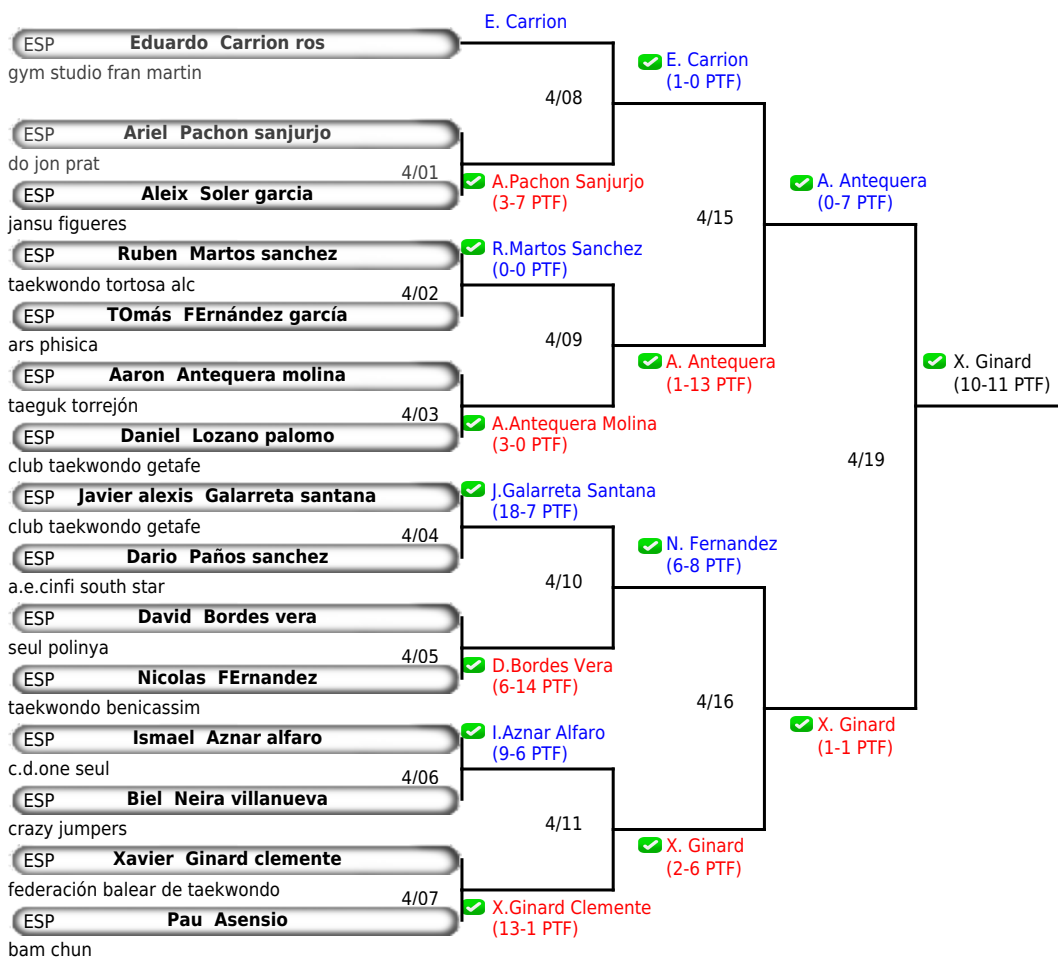 E. Carrion
ESP Eduardo Carrion ros
gym studio fran martin
E. Carrion
(1-0 PTF)
4/08
ESP Ariel Pachon sanjurjo
do jon prat
4/01
A.Pachon Sanjurjo
(3-7 PTF)
ESP Aleix Soler garcia
jansu figueres
A. Antequera
(0-7 PTF)
4/15
ESP Ruben Martos sanchez
R.Martos Sanchez
(0-0 PTF)
taekwondo tortosa alc
4/02
ESP TOmás FErnández garcía
ars phisica
4/09
A. Antequera
(1-13 PTF)
X. Ginard
(10-11 PTF)
ESP Aaron Antequera molina
taeguk torrejón
4/03
A.Antequera Molina
(3-0 PTF)
ESP Daniel Lozano palomo
club taekwondo getafe
4/19
ESP Javier alexis Galarreta santana
J.Galarreta Santana
(18-7 PTF)
club taekwondo getafe
4/04
N. Fernandez
(6-8 PTF)
ESP Dario Paños sanchez
a.e.cinfi south star
4/10
ESP David Bordes vera
seul polinya
4/05
D.Bordes Vera
(6-14 PTF)
ESP Nicolas FErnandez
taekwondo benicassim
4/16
X. Ginard
(1-1 PTF)
ESP Ismael Aznar alfaro
I.Aznar Alfaro
(9-6 PTF)
c.d.one seul
4/06
ESP Biel Neira villanueva
crazy jumpers
4/11
X. Ginard
(2-6 PTF)
ESP Xavier Ginard clemente
federación balear de taekwondo
4/07
X.Ginard Clemente
(13-1 PTF)
ESP Pau Asensio
bam chun